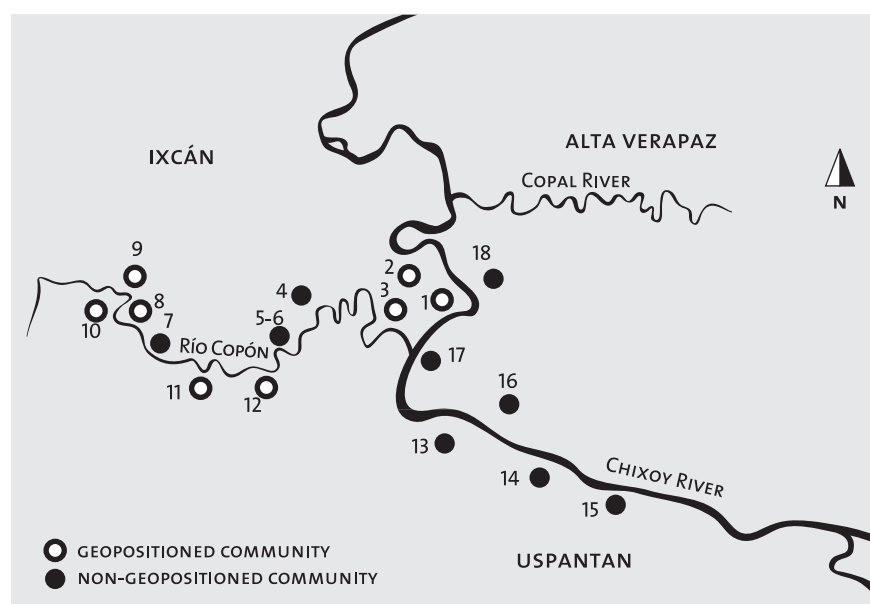 IXCÁN
ALTA VERAPAZ
COPAL RIVER
N
9
18
2
4
3
1
8
10
7
5-6
RÍO COPÓN
17
11
12
16
13
14
15
CHIXOY RIVER
GEOPOSITIONED COMMUNITY
NON-GEOPOSITIONED COMMUNITY
USPANTAN